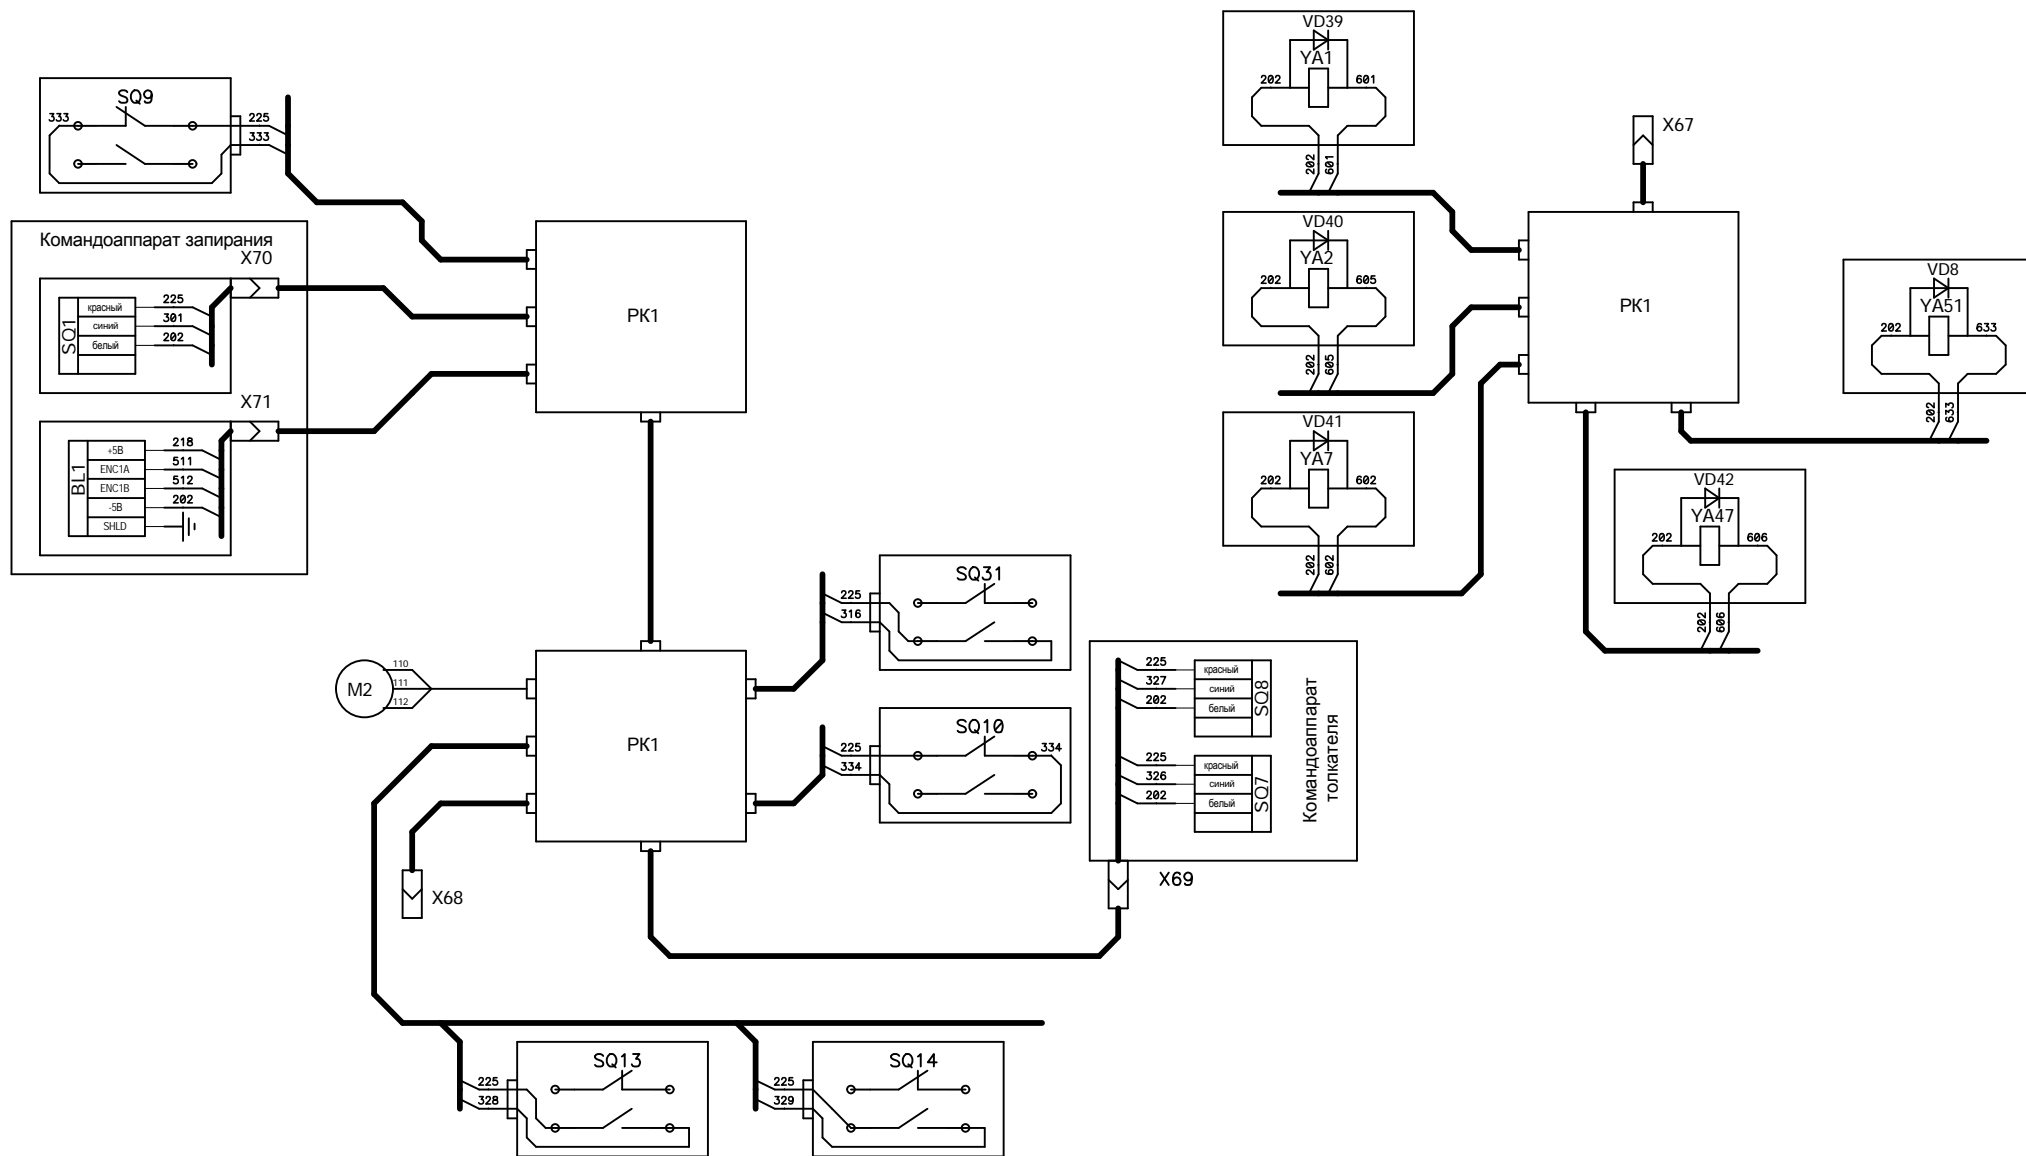 SQ9
333
225
333
Командоаппарат запирания
X70
SQ1
красный
225
синий
301
белый
202
X71
BL1
+5В
218
ENC1A
511
ENC1B
512
-5В
202
SHLD
РК1
M2
110
111
112
РК1
X68
SQ31
225
316
SQ10
225
334
334
225
красный
327
синий
202
белый
SQ8
225
красный
326
синий
202
белый
SQ7
Командоаппарат
толкателя
X69
SQ13
225
328
SQ14
225
329
VD39
YA1
202
601
202
601
VD40
YA2
202
605
202
605
VD41
YA7
202
602
202
602
X67
РК1
VD8
YA51
202
633
202
633
VD42
YA47
202
606
202
606